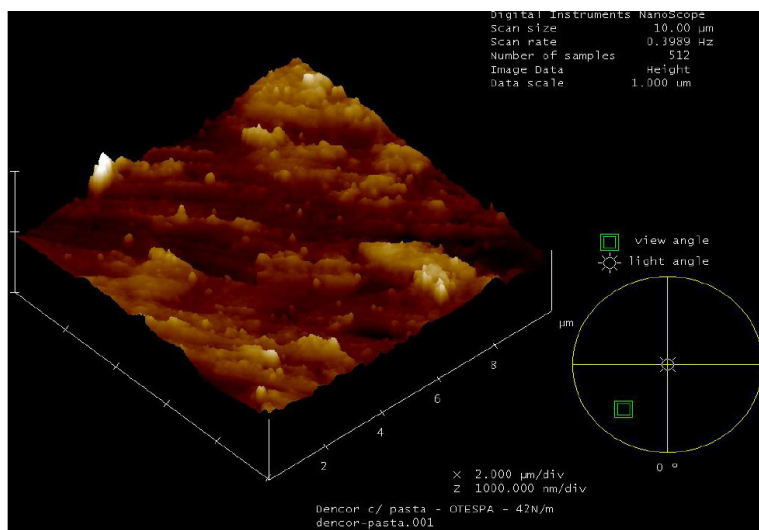 Digital Instruments NanoScope
Scan size 10.00 µm
Scan rate 0.3989 Hz
Number of samples 512
Image Data Height
Data scale 1.000 um
view angle
light angle
µm
8
6
4
2
0 º
X 2.000 µm/div
Z 1000.000 nm/div
Dencor c/ pasta - OTESPA - 42N/m
dencor-pasta.001